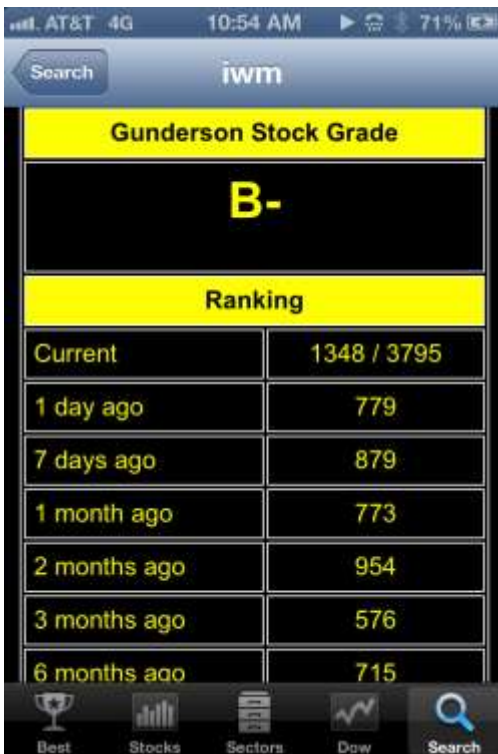 AT&T 4G 10:54 AM 71%
Search iwm
Gunderson Stock Grade
B-
Ranking
Current 1348 / 3795
1 day ago 779
7 days ago 879
1 month ago 773
2 months ago 954
3 months ago 576
6 months ago 715
Best Stocks Sectors Dow Search